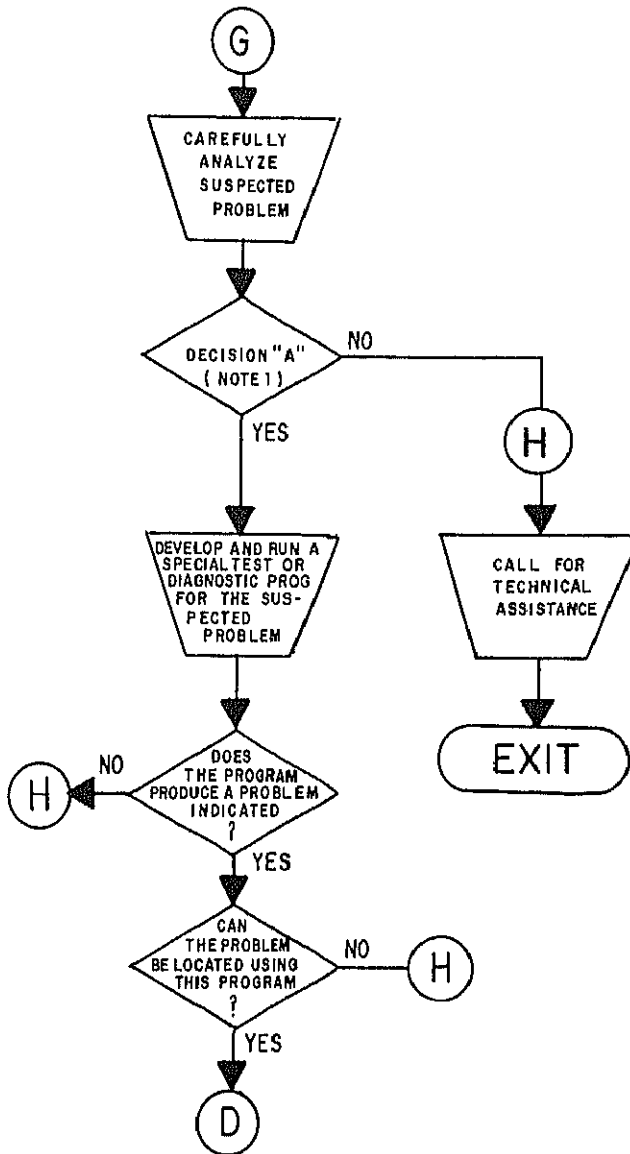 G
CAREFULLY
ANALYZE
SUSPECTED
PROBLEM
DECISION "A"
( NOTE 1 )
NO
YES
H
DEVELOP AND RUN A
SPECIAL TEST OR
DIAGNOSTIC PROG
FOR THE SUS-
PECTED
PROBLEM
CALL FOR
TECHNICAL
ASSISTANCE
EXIT
DOES
THE PROGRAM
PRODUCE A PROBLEM
INDICATED
?
NO
H
YES
CAN
THE PROBLEM
BE LOCATED USING
THIS PROGRAM
?
NO
H
YES
D